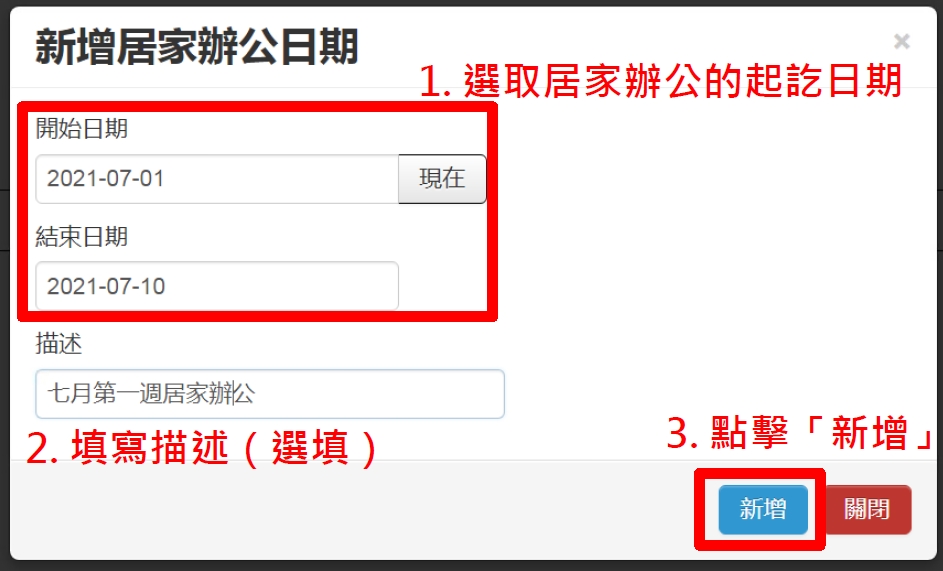 新增居家辦公日期
×
1. 選取居家辦公的起訖日期
開始日期
2021-07-01
現在
結束日期
2021-07-10
描述
七月第一週居家辦公
2. 填寫描述（選填）
3. 點擊「新增」
新增
關閉